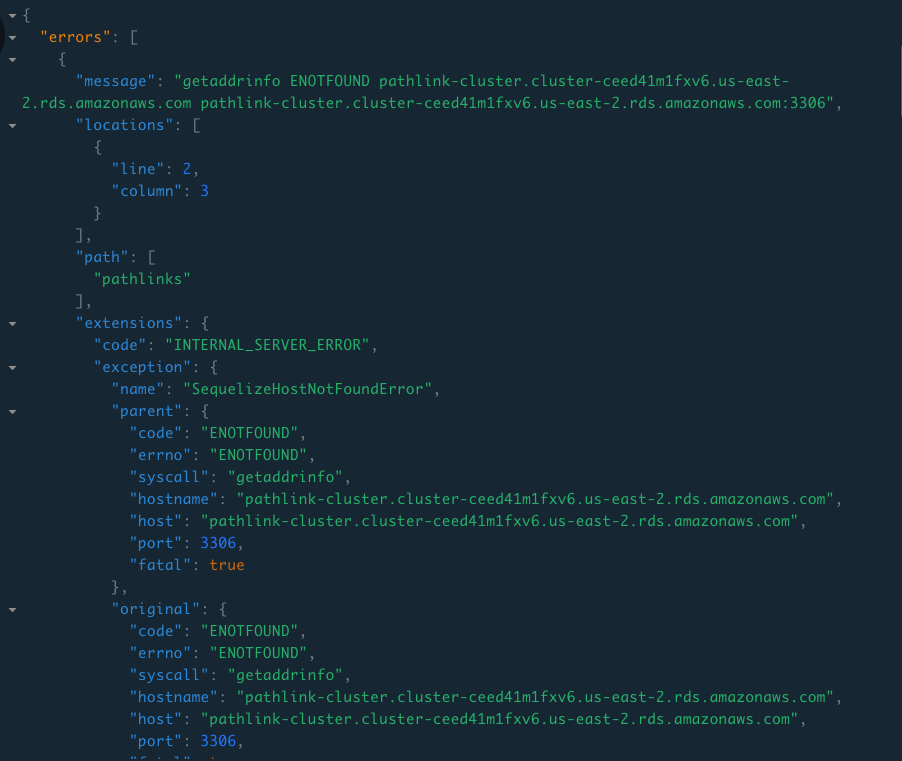 {
"errors": [
{
"message": "getaddrinfo ENOTFOUND pathlink-cluster.cluster-ceed41m1fxv6.us-east-
2.rds.amazonaws.com pathlink-cluster.cluster-ceed41m1fxv6.us-east-2.rds.amazonaws.com:3306",
"locations": [
{
"line": 2,
"column": 3
}
],
"path": [
"pathlinks"
],
"extensions": {
"code": "INTERNAL_SERVER_ERROR",
"exception": {
"name": "SequelizeHostNotFoundError",
"parent": {
"code": "ENOTFOUND",
"errno": "ENOTFOUND",
"syscall": "getaddrinfo",
"hostname": "pathlink-cluster.cluster-ceed41m1fxv6.us-east-2.rds.amazonaws.com",
"host": "pathlink-cluster.cluster-ceed41m1fxv6.us-east-2.rds.amazonaws.com",
"port": 3306,
"fatal": true
},
"original": {
"code": "ENOTFOUND",
"errno": "ENOTFOUND",
"syscall": "getaddrinfo",
"hostname": "pathlink-cluster.cluster-ceed41m1fxv6.us-east-2.rds.amazonaws.com",
"host": "pathlink-cluster.cluster-ceed41m1fxv6.us-east-2.rds.amazonaws.com",
"port": 3306,